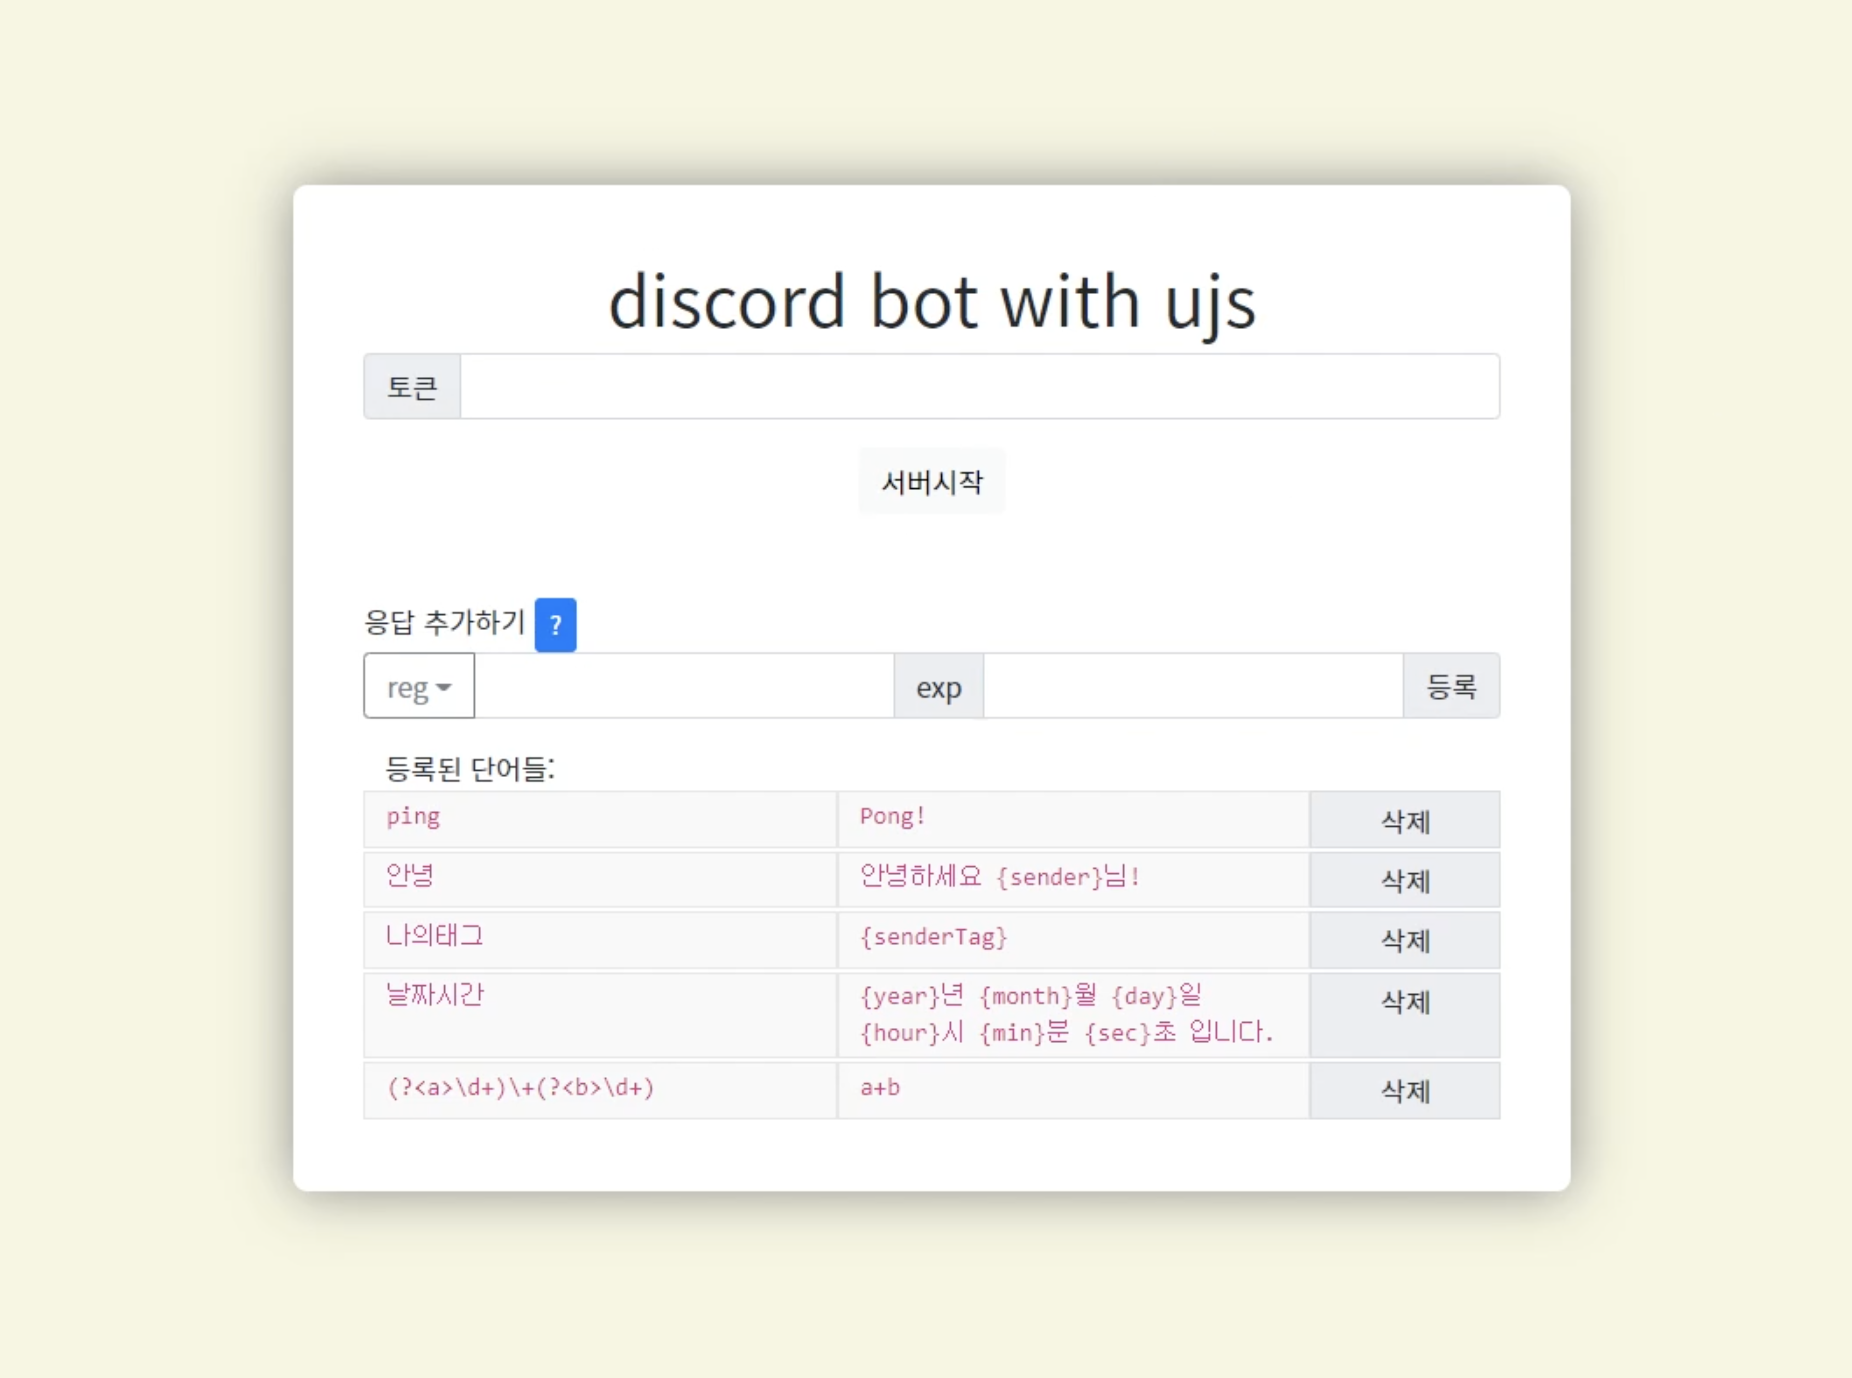 discord bot with ujs
토큰
서버시작
응답 추가하기 ?
reg exp 등록
등록된 단어들:
ping Pong! 삭제
안녕 안녕하세요 {sender}님! 삭제
나의태그 {senderTag} 삭제
날짜시간 {year}년 {month}월 {day}일 삭제
{hour}시 {min}분 {sec}초 입니다.
(?<a>\d+)\+(?<b>\d+) a+b 삭제